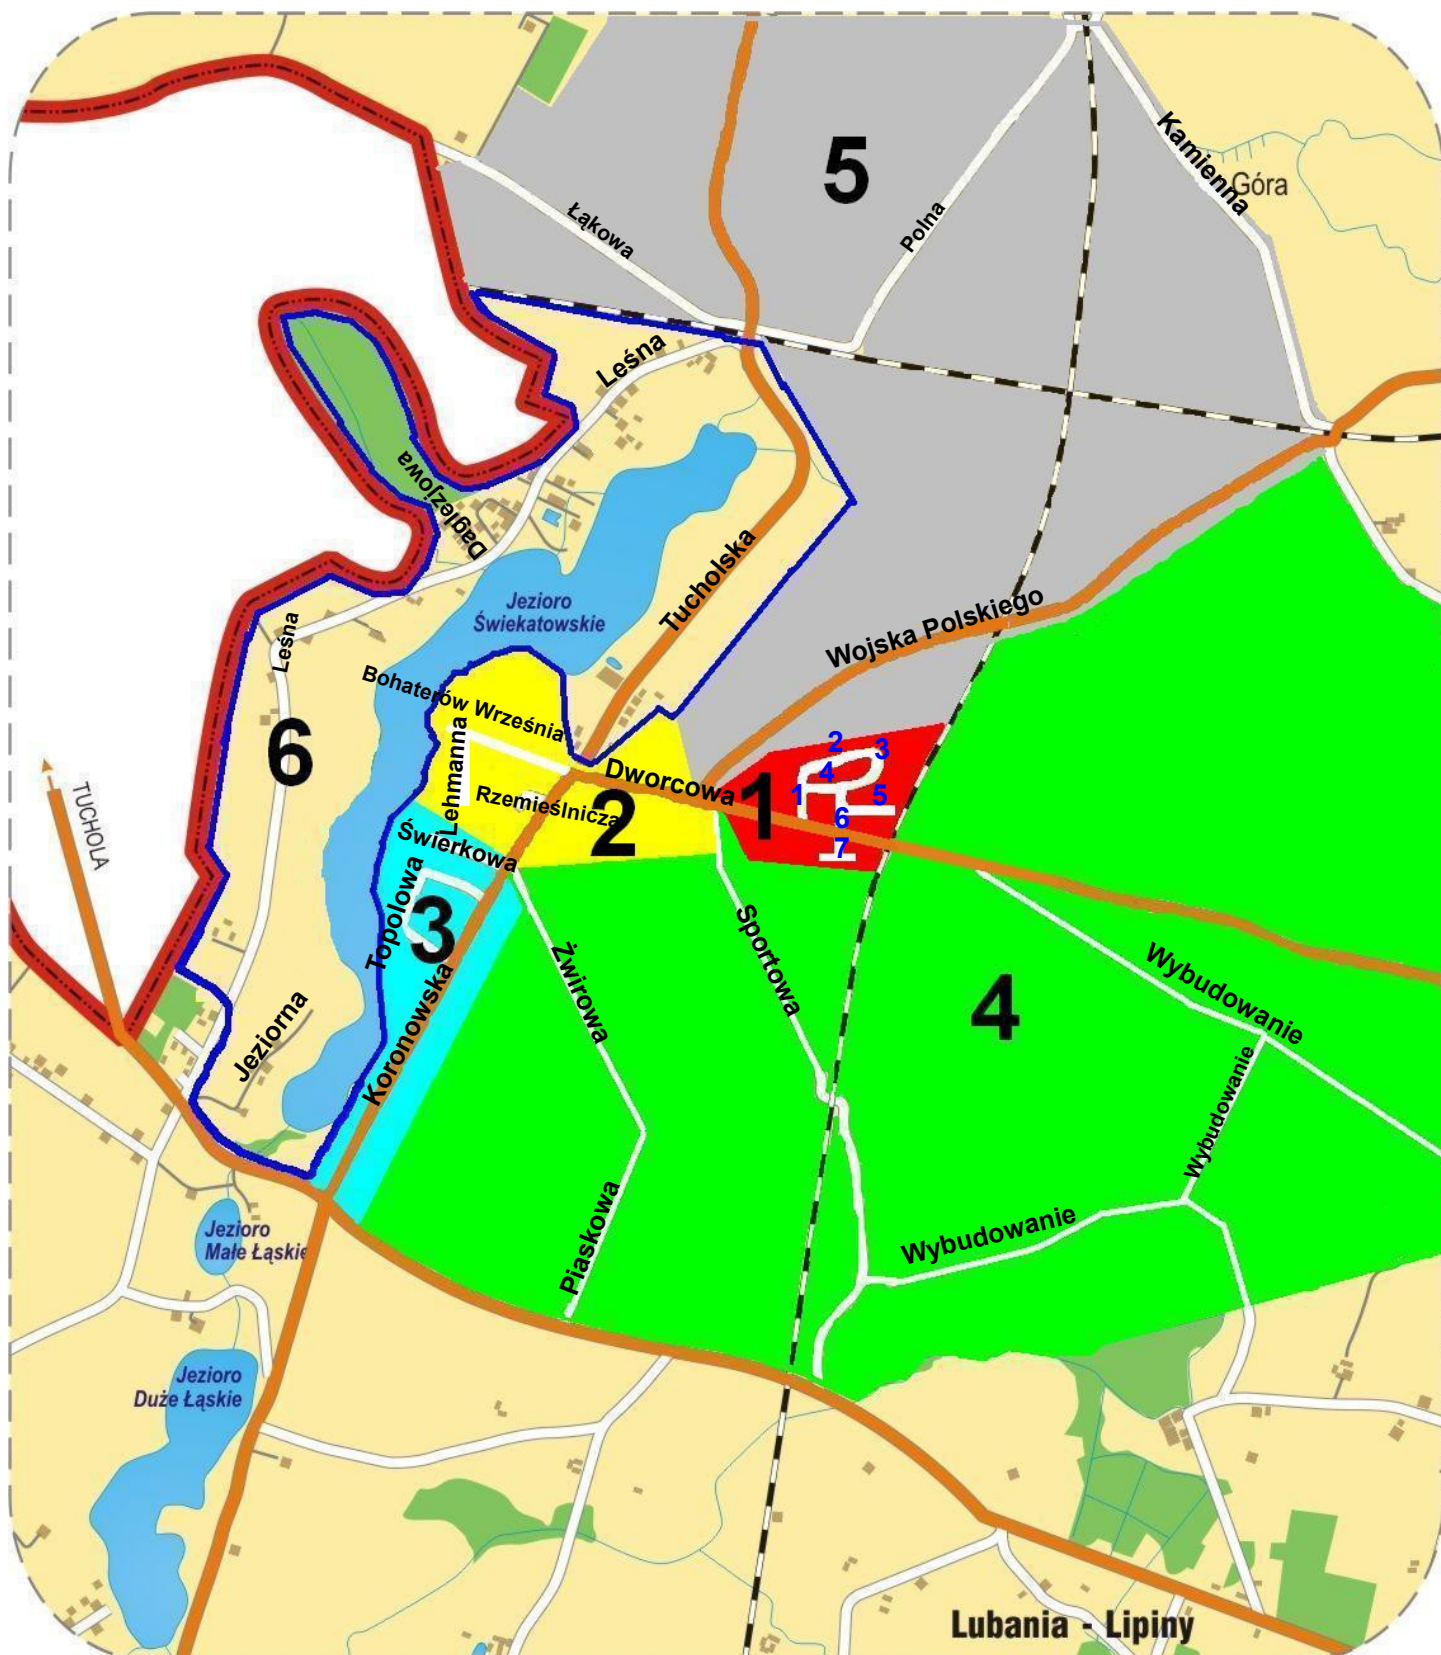 5
Kamienna
Góra
Łąkowa
Polna
Leśna
Daglezjowa
Tucholska
Jezioro
Świekatowskie
Wojska Polskiego
Leśna
Bohaterów Września
6
Lehmanna
Dworcowa
Rzemieślnicza
2
1
2
3
4
1
5
6
7
TUCHOLA
Świerkowa
Topolowa
3
Koronowska
Żwirowa
Sportowa
4
Wybudowanie
Jeziorna
Wybudowanie
Piaskowa
Wybudowanie
Jezioro
Małe Łąskie
Jezioro
Duże Łąskie
Lubania - Lipiny